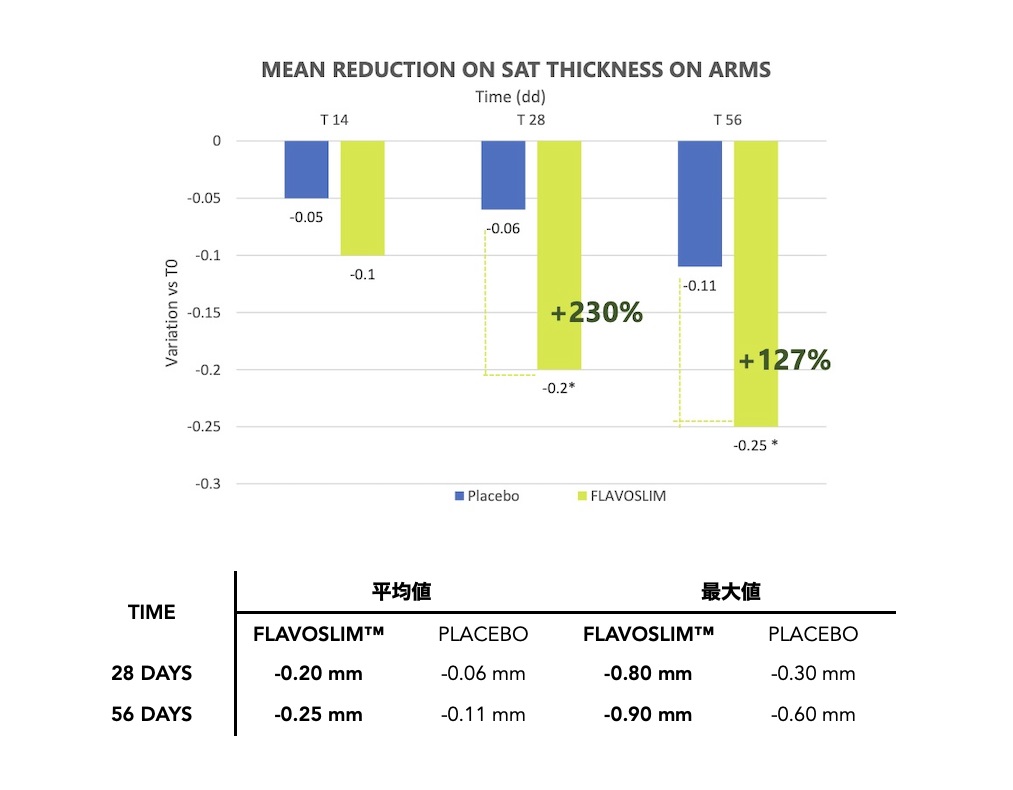 MEAN REDUCTION ON SAT THICKNESS ON ARMS
Time (dd)
T 14 T 28 T 56
0
-0.05
-0.1
-0.15
-0.2
-0.25
-0.3
Variation vs T0
-0.05
-0.1
-0.06
-0.2*
+230%
-0.11
-0.25 *
+127%
Placebo FLAVOSLIM
TIME 平均値 最大値
FLAVOSLIM™ PLACEBO FLAVOSLIM™ PLACEBO
28 DAYS -0.20 mm -0.06 mm -0.80 mm -0.30 mm
56 DAYS -0.25 mm -0.11 mm -0.90 mm -0.60 mm